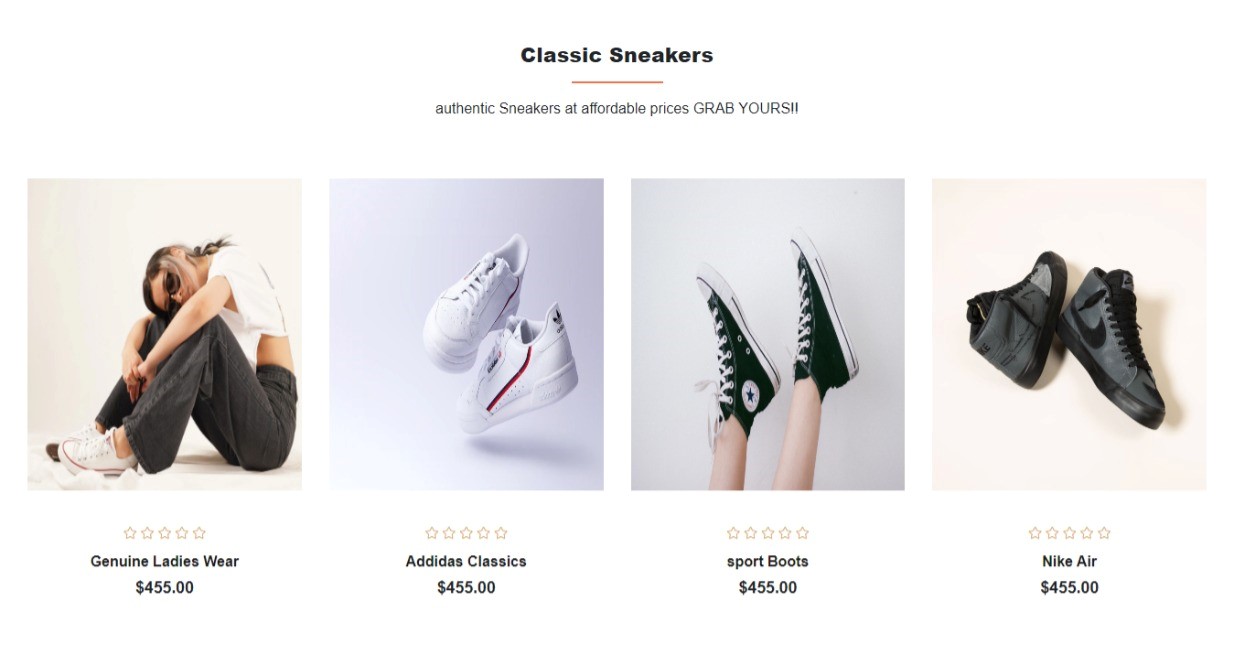 Classic Sneakers
authentic Sneakers at affordable prices GRAB YOURS!!
Genuine Ladies Wear
$455.00
Addidas Classics
$455.00
sport Boots
$455.00
Nike Air
$455.00